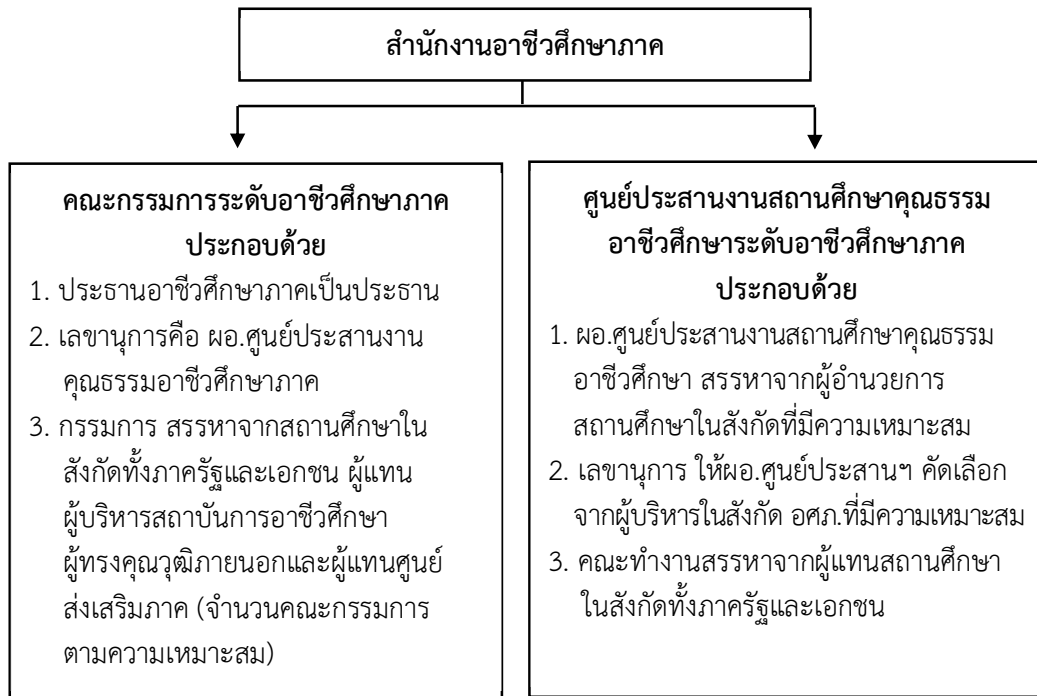 สำนักงานอาชีวศึกษาภาค
คณะกรรมการระดับอาชีวศึกษาภาค
ประกอบด้วย
1. ประธานอาชีวศึกษาภาคเป็นประธาน
2. เลขานุการคือ ผอ.ศูนย์ประสานงาน
คุณธรรมอาชีวศึกษาภาค
3. กรรมการ สรรหาจากสถานศึกษาใน
สังกัดทั้งภาครัฐและเอกชน ผู้แทน
ผู้บริหารสถาบันการอาชีวศึกษา
ผู้ทรงคุณวุฒิภายนอกและผู้แทนศูนย์
ส่งเสริมภาค (จำนวนคณะกรรมการ
ตามความเหมาะสม)
ศูนย์ประสานงานสถานศึกษาคุณธรรม
อาชีวศึกษาระดับอาชีวศึกษาภาค
ประกอบด้วย
1. ผอ.ศูนย์ประสานงานสถานศึกษาคุณธรรม
อาชีวศึกษา สรรหาจากผู้อำนวยการ
สถานศึกษาในสังกัดที่มีความเหมาะสม
2. เลขานุการ ให้ผอ.ศูนย์ประสานฯ คัดเลือก
จากผู้บริหารในสังกัด อศภ.ที่มีความเหมาะสม
3. คณะทำงานสรรหาจากผู้แทนสถานศึกษา
ในสังกัดทั้งภาครัฐและเอกชน